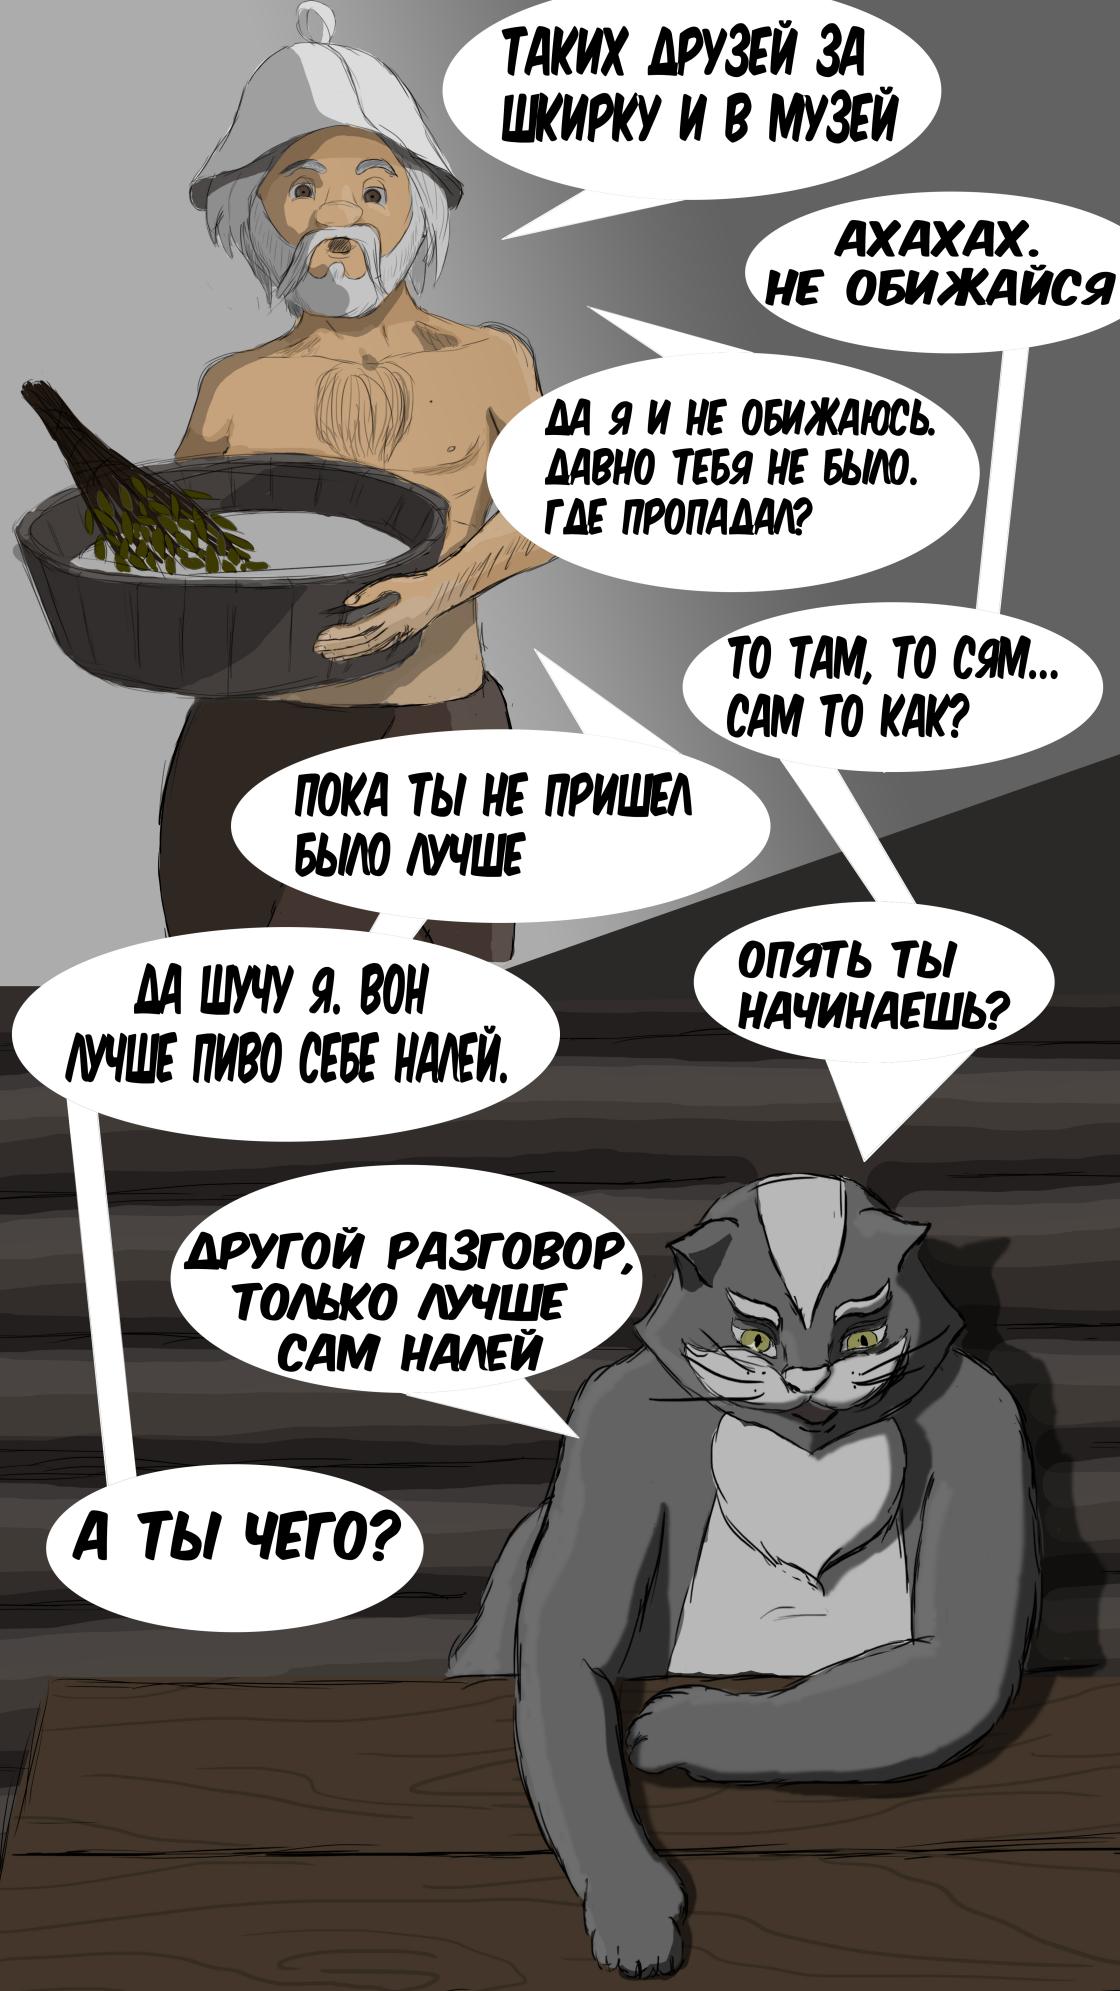 ТАКИХ ДРУЗЕЙ ЗА
ШКИРКУ И В МУЗЕЙ
АХАХАХ.
НЕ ОБИЖАЙСЯ
ДА Я И НЕ ОБИЖАЮСЬ.
ДАВНО ТЕБЯ НЕ БЫЛО.
ГДЕ ПРОПАДАЛ?
ТО ТАМ, ТО СЯМ...
САМ ТО КАК?
ПОКА ТЫ НЕ ПРИШЕЛ
БЫЛО ЛУЧШЕ
ОПЯТЬ ТЫ
НАЧИНАЕШЬ?
ДА ШУЧУ Я. ВОН
ЛУЧШЕ ПИВО СЕБЕ НАЛЕЙ.
ДРУГОЙ РАЗГОВОР,
ТОЛЬКО ЛУЧШЕ
САМ НАЛЕЙ
А ТЫ ЧЕГО?